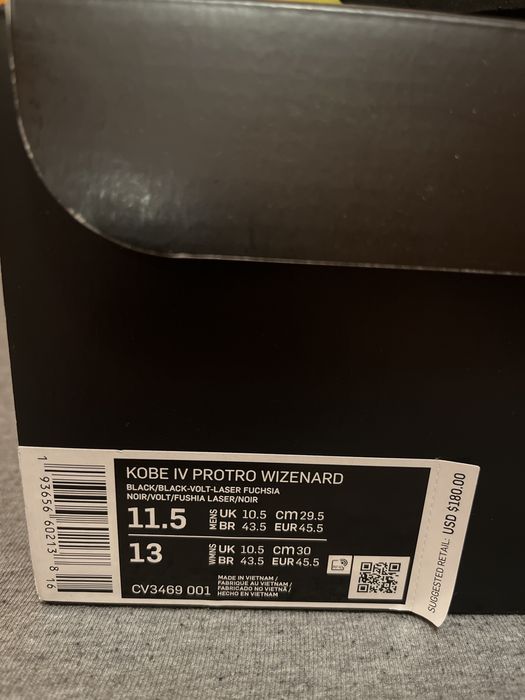 KOBE IV PROTRO WIZENARD
BLACK/BLACK-VOLT-LASER FUCHSIA
NOIR/VOLT/FUSHIA LASER/NOIR
11.5 MENS UK 10.5 cm 29.5
BR 43.5 EUR 45.5
13 WMNS UK 10.5 cm 30
BR 43.5 EUR 45.5
CV3469 001
MADE IN VIETNAM /
FABRIQUE AU VIETNAM /
FABRICADO NO VIETNÃ /
HECHO EN VIETNAM
1 93656 60213 8 16
SUGGESTED RETAIL: USD $180.00